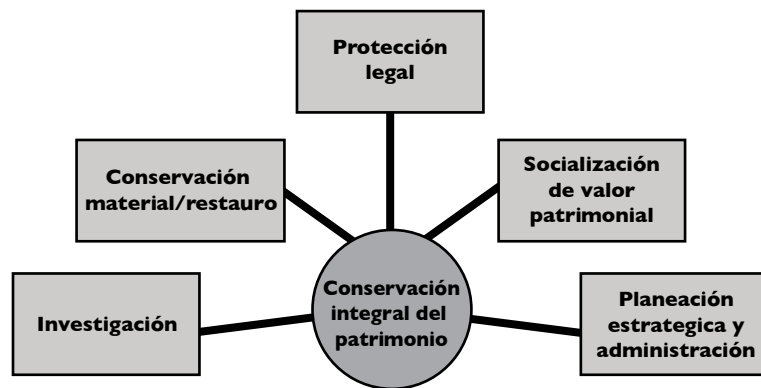 Protección
legal
Conservación
material/restauro
Socialización
de valor
patrimonial
Investigación
Conservación
integral del
patrimonio
Planeación
estrategica y
administración